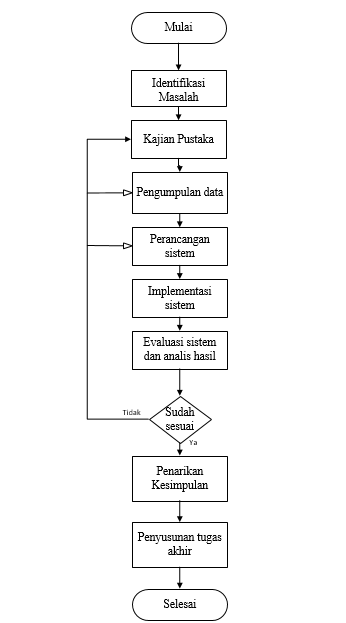 Mulai
Identifikasi
Masalah
Kajian Pustaka
Pengumpulan data
Perancangan
sistem
Implementasi
sistem
Evaluasi sistem
dan analis hasil
Sudah
sesuai
Tidak
Ya
Penarikan
Kesimpulan
Penyusunan tugas
akhir
Selesai